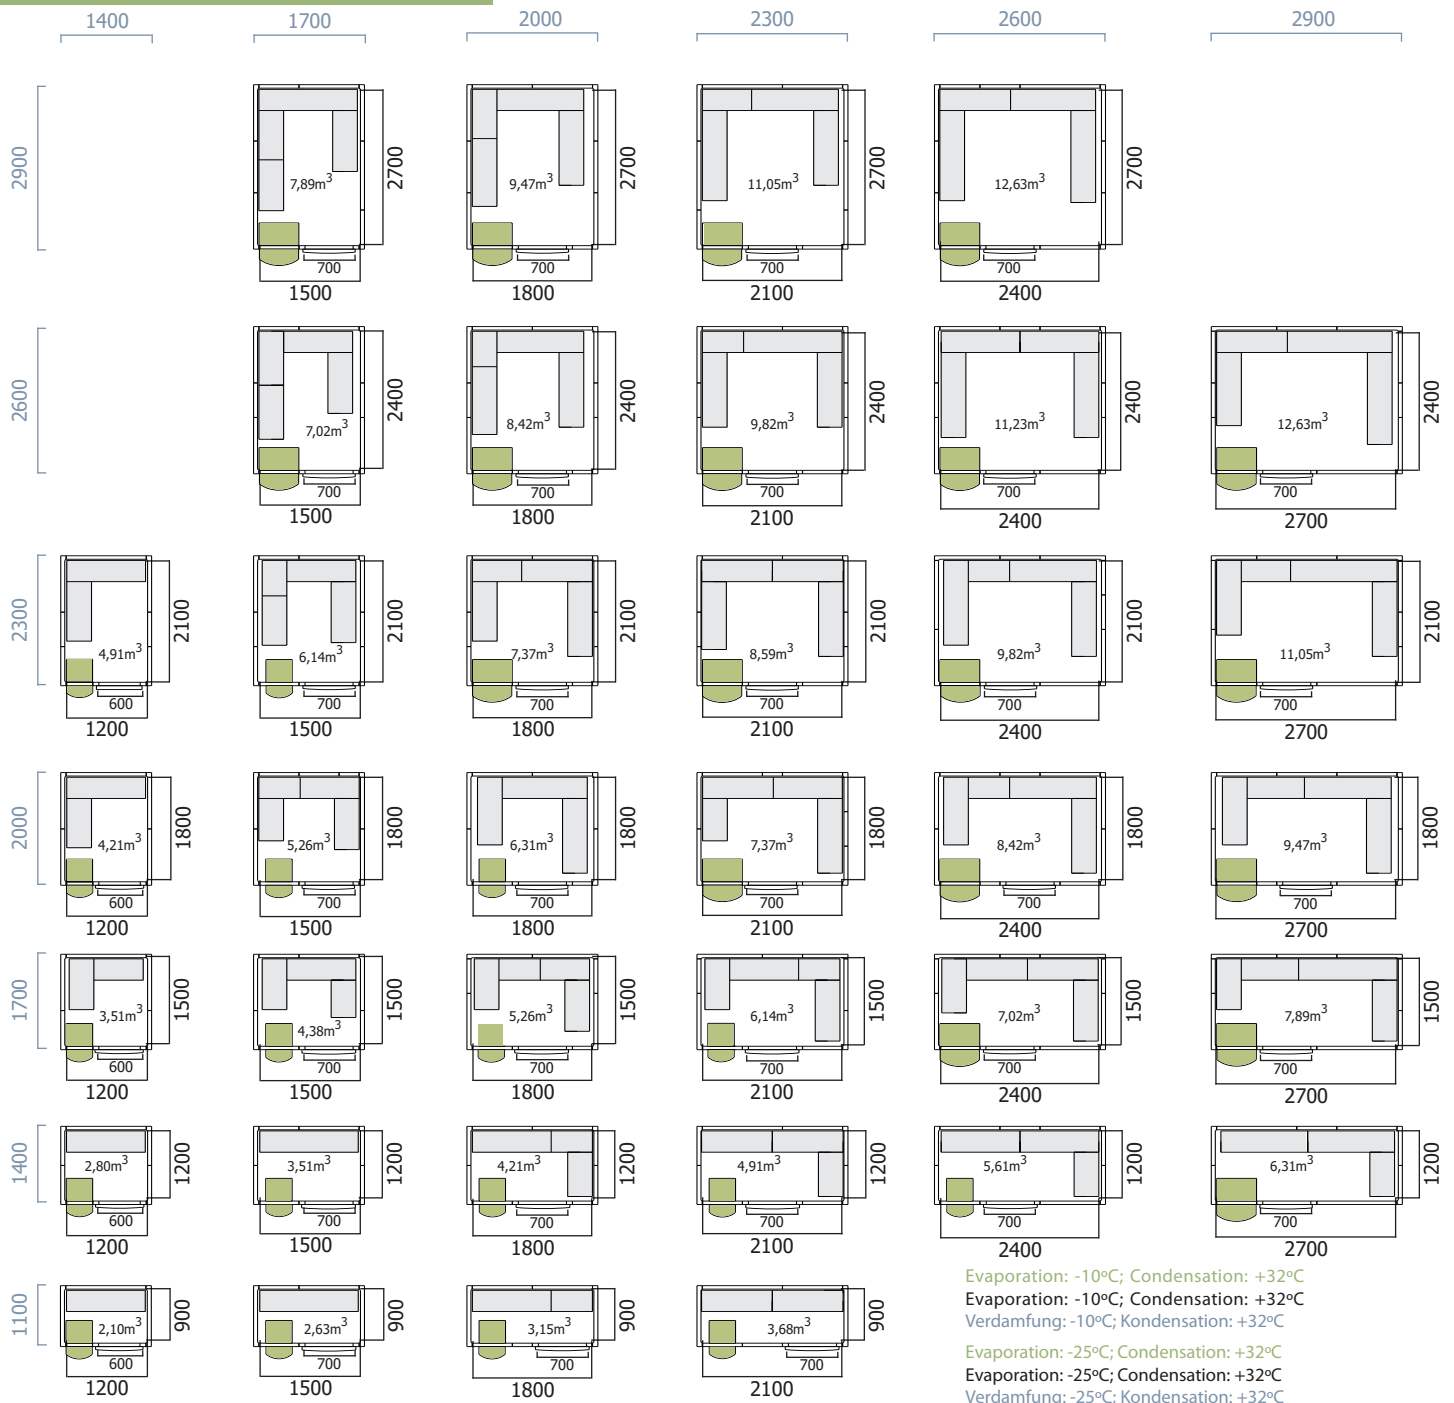 1400 1700 2000 2300 2600 2900
2900
7,89m³ 2700 9,47m³ 2700 11,05m³ 2700 12,63m³ 2700
700 700 700 700
1500 1800 2100 2400
2600
7,02m³ 2400 8,42m³ 2400 9,82m³ 2400 11,23m³ 2400 12,63m³ 2400
700 700 700 700 700
1500 1800 2100 2400 2700
2300
4,91m³ 2100 6,14m³ 2100 7,37m³ 2100 8,59m³ 2100 9,82m³ 2100 11,05m³ 2100
600 700 700 700 700 700
1200 1500 1800 2100 2400 2700
2000
4,21m³ 1800 5,26m³ 1800 6,31m³ 1800 7,37m³ 1800 8,42m³ 1800 9,47m³ 1800
600 700 700 700 700 700
1200 1500 1800 2100 2400 2700
1700
3,51m³ 1500 4,38m³ 1500 5,26m³ 1500 6,14m³ 1500 7,02m³ 1500 7,89m³ 1500
600 700 700 700 700 700
1200 1500 1800 2100 2400 2700
1400
2,80m³ 1200 3,51m³ 1200 4,21m³ 1200 4,91m³ 1200 5,61m³ 1200 6,31m³ 1200
600 700 700 700 700 700
1200 1500 1800 2100 2400 2700
1100
2,10m³ 900 2,63m³ 900 3,15m³ 900 3,68m³ 900
600 700 700 700
1200 1500 1800 2100
Evaporation: -10ºC; Condensation: +32ºC
Evaporation: -10ºC; Condensation: +32ºC
Verdamfung: -10ºC; Kondensation: +32ºC
Evaporation: -25ºC; Condensation: +32ºC
Evaporation: -25ºC; Condensation: +32ºC
Verdamfung: -25ºC; Kondensation: +32ºC